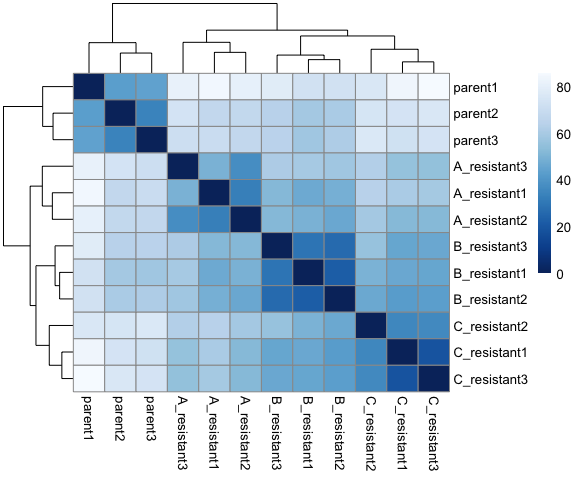 parent1
parent2
parent3
A_resistant3
A_resistant1
A_resistant2
B_resistant3
B_resistant1
B_resistant2
C_resistant2
C_resistant1
C_resistant3
80
60
40
20
0
parent1
parent2
parent3
A_resistant3
A_resistant1
A_resistant2
B_resistant3
B_resistant1
B_resistant2
C_resistant2
C_resistant1
C_resistant3